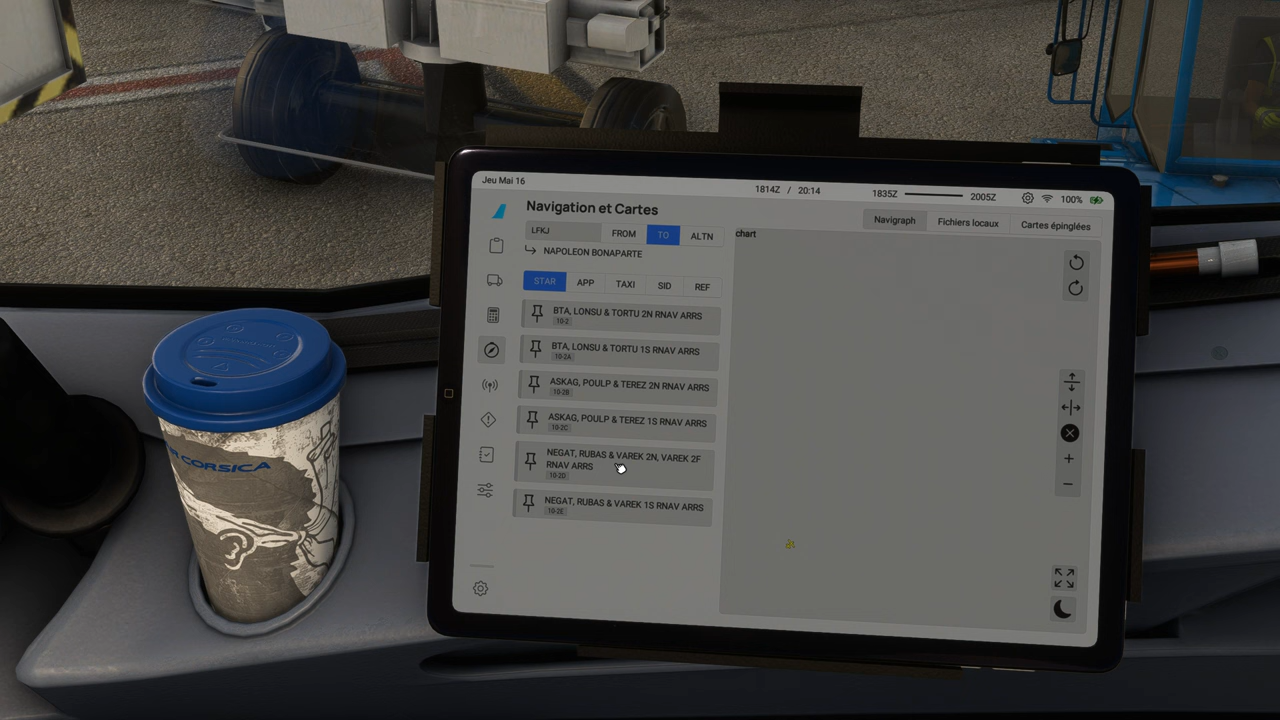 Jeu Mai 16
1814Z / 20:14
1835Z
2005Z
100%
Navigation et Cartes
Navigraph
Fichiers locaux
Cartes épinglées
LFKJ
FROM
TO
ALTN
NAPOLEON BONAPARTE
chart
STAR
APP
TAXI
SID
REF
BTA, LONSU & TORTU 2N RNAV ARRS
10-2
BTA, LONSU & TORTU 1S RNAV ARRS
10-2A
ASKAG, POULP & TEREZ 2N RNAV ARRS
10-2B
ASKAG, POULP & TEREZ 1S RNAV ARRS
10-2C
NEGAT, RUBAS & VAREK 2N, VAREK 2F
RNAV ARRS
10-2D
NEGAT, RUBAS & VAREK 1S RNAV ARRS
10-2E
CORSICA